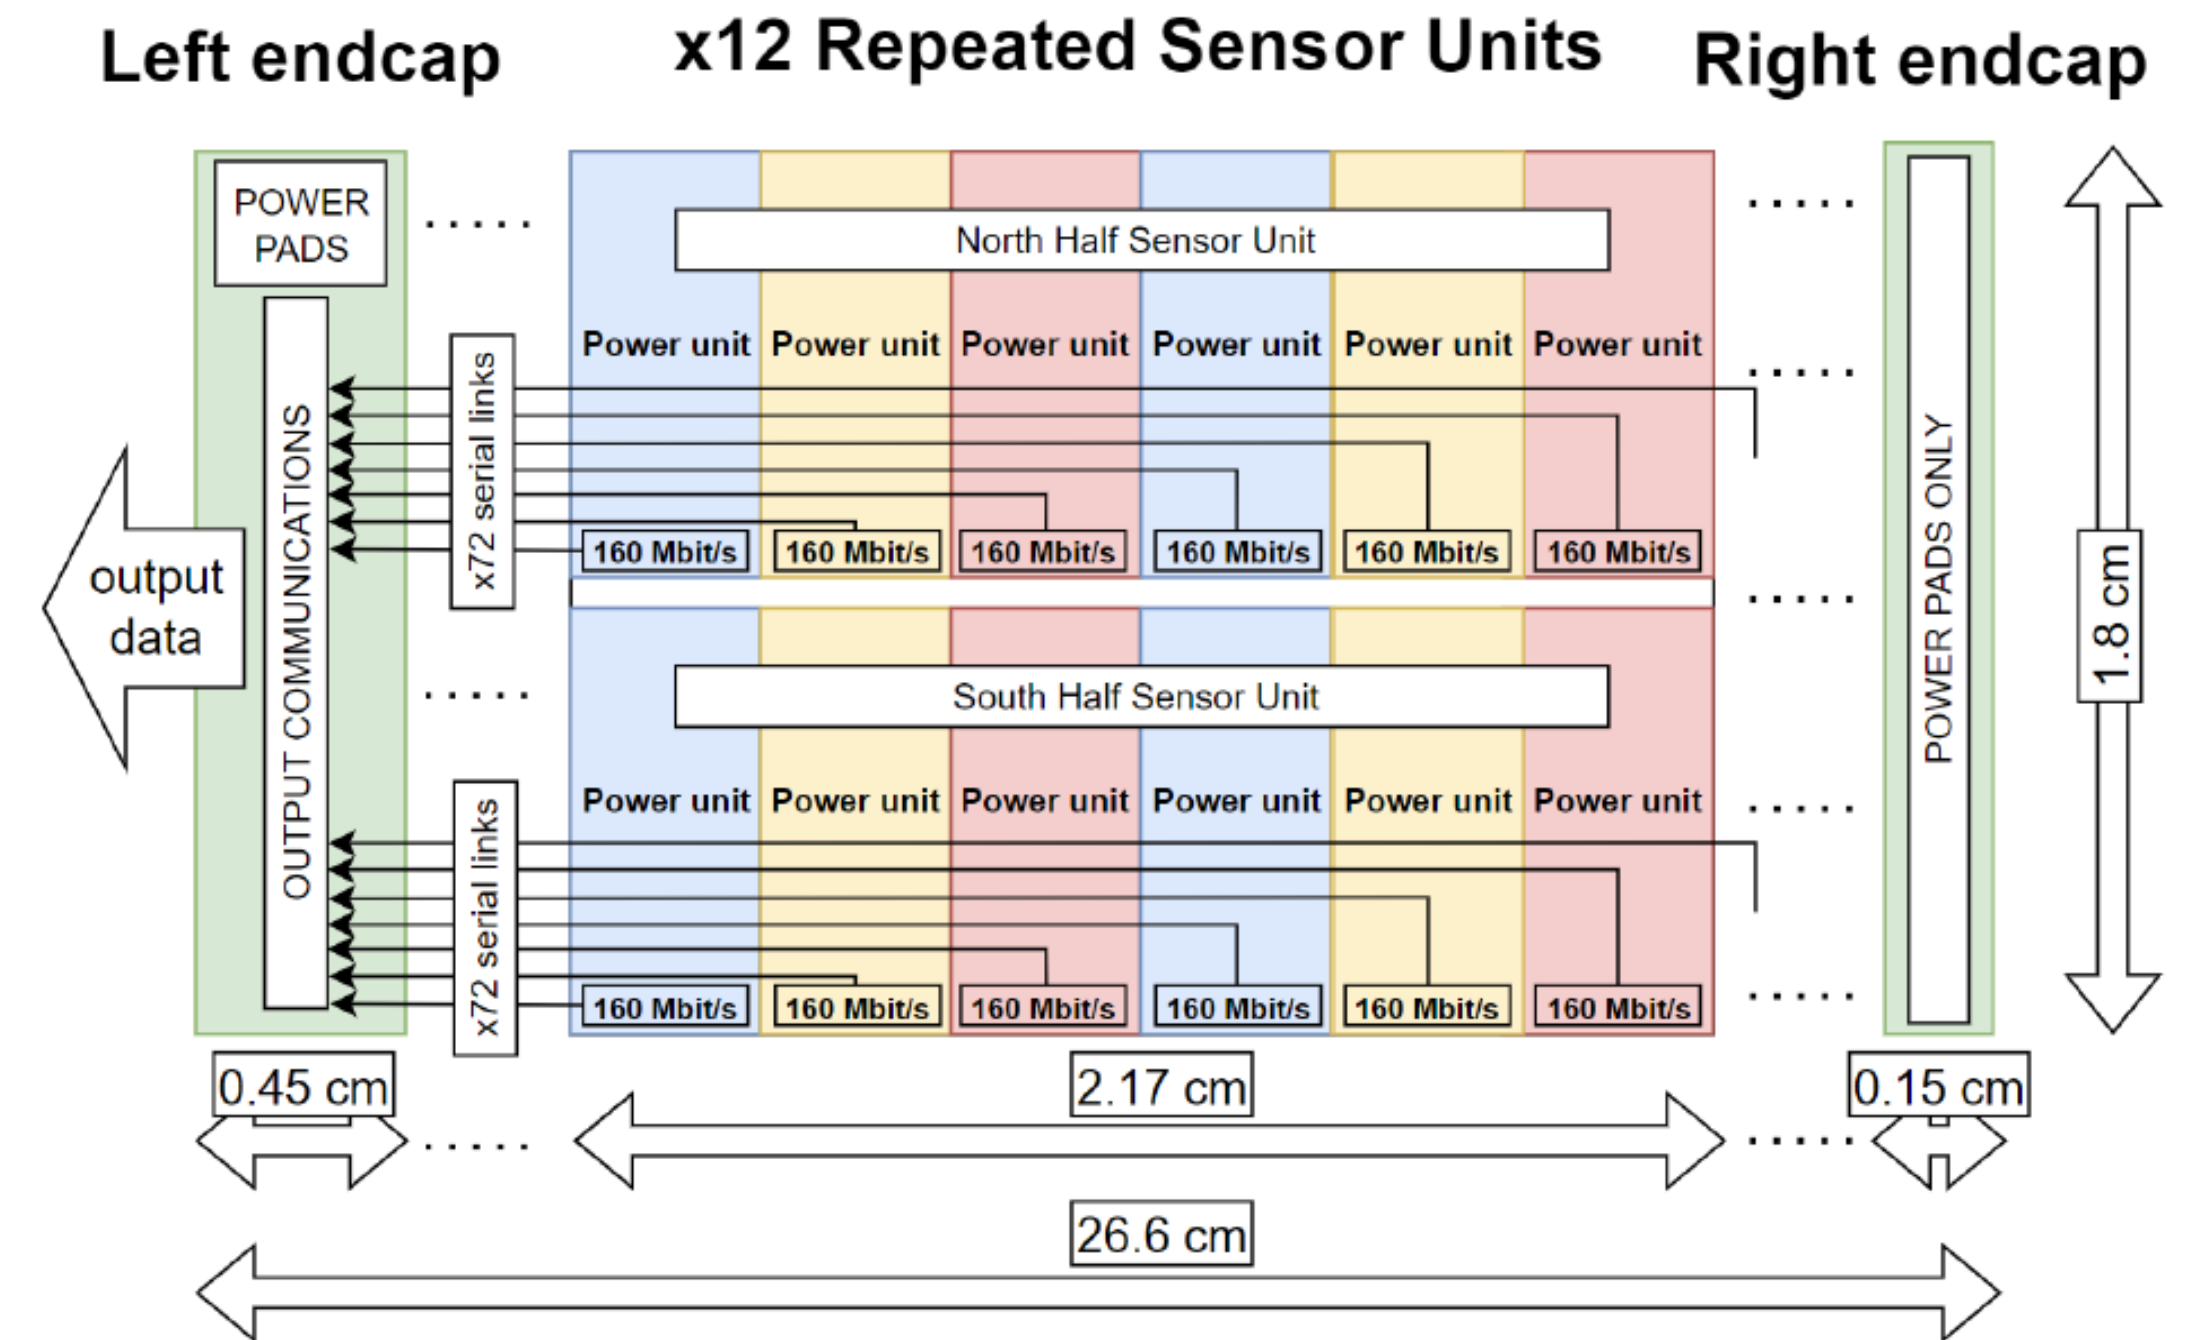 Left endcap
x12 Repeated Sensor Units
Right endcap
POWER
PADS
North Half Sensor Unit
Power unit
Power unit
Power unit
Power unit
Power unit
Power unit
x72 serial links
OUTPUT COMMUNICATIONS
160 Mbit/s
160 Mbit/s
160 Mbit/s
160 Mbit/s
160 Mbit/s
160 Mbit/s
output
data
South Half Sensor Unit
Power unit
Power unit
Power unit
Power unit
Power unit
Power unit
x72 serial links
160 Mbit/s
160 Mbit/s
160 Mbit/s
160 Mbit/s
160 Mbit/s
160 Mbit/s
POWER PADS ONLY
1.8 cm
0.45 cm
2.17 cm
0.15 cm
26.6 cm